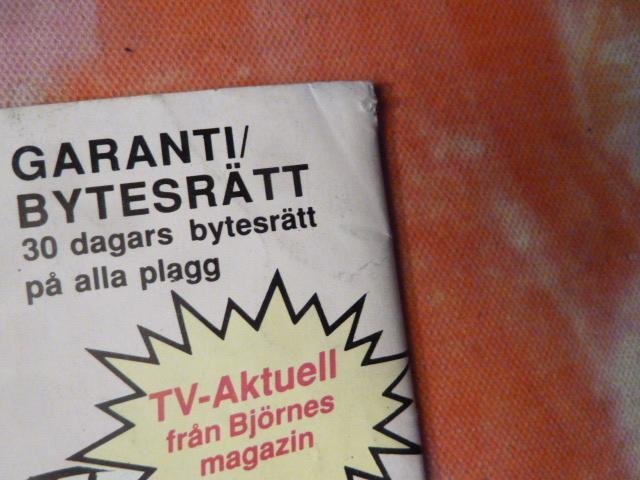 GARANTI/
BYTESRÄTT
30 dagars bytesrätt
på alla plagg
TV-Aktuell
från Björnes
magazin